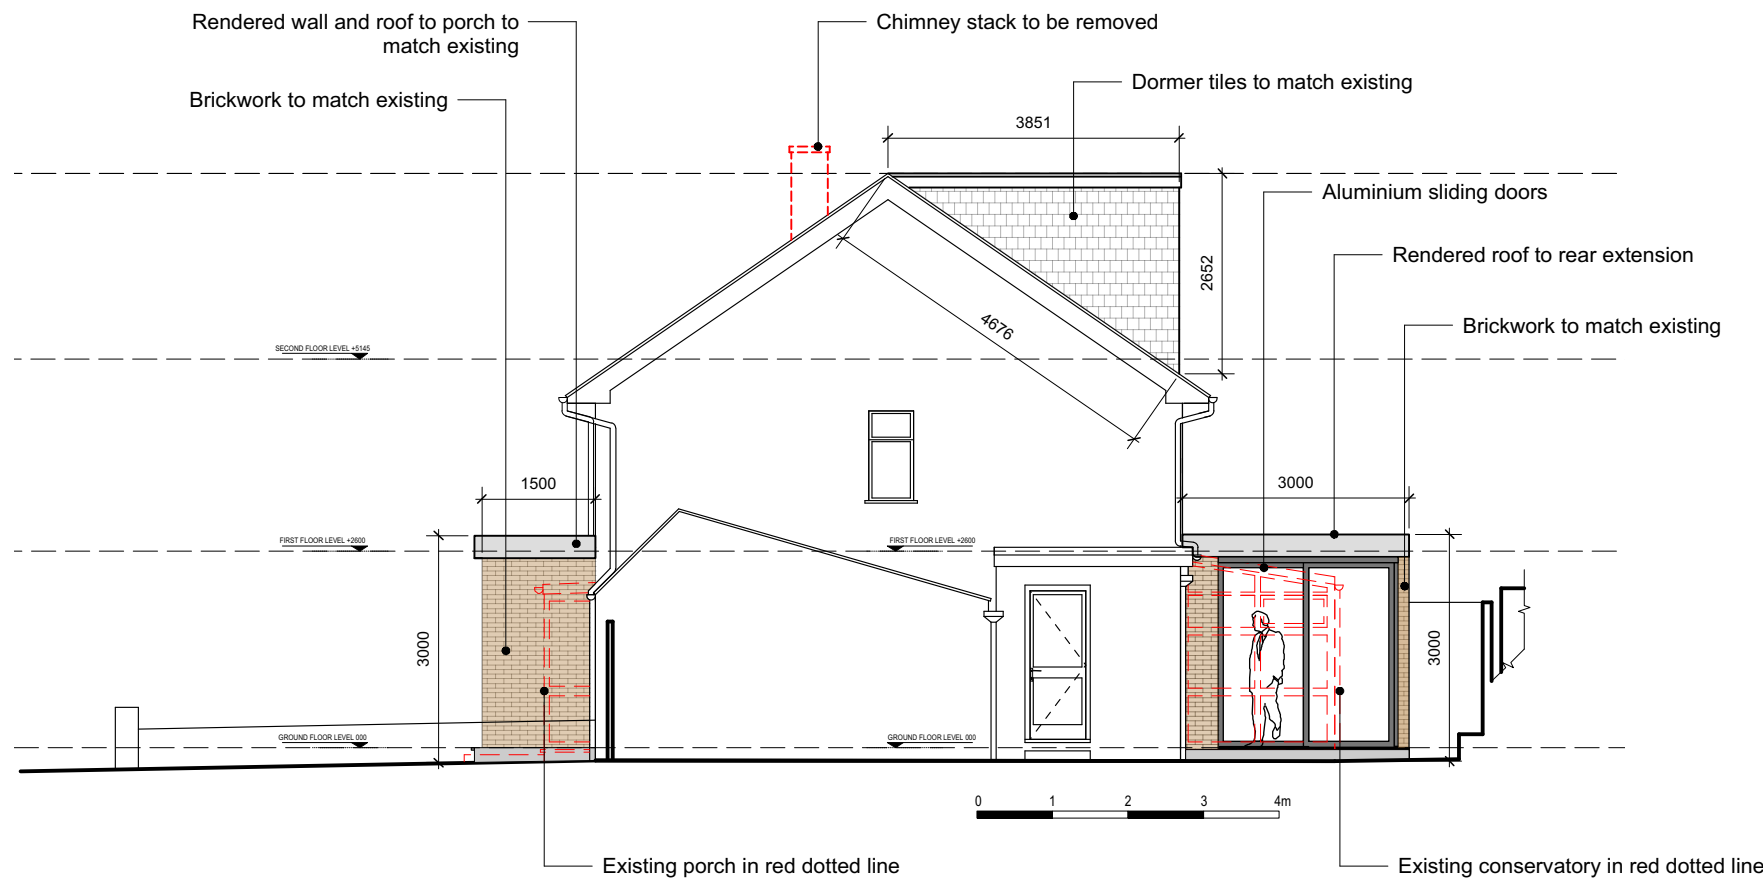 Rendered wall and roof to porch to
match existing
Chimney stack to be removed
Dormer tiles to match existing
Brickwork to match existing
3851
Aluminium sliding doors
Rendered roof to rear extension
2652
4676
Brickwork to match existing
SECOND FLOOR LEVEL +5145
1500
3000
FIRST FLOOR LEVEL +2600
FIRST FLOOR LEVEL +2600
3000
3000
GROUND FLOOR LEVEL 000
GROUND FLOOR LEVEL 000
0 1 2 3 4m
Existing porch in red dotted line
Existing conservatory in red dotted line